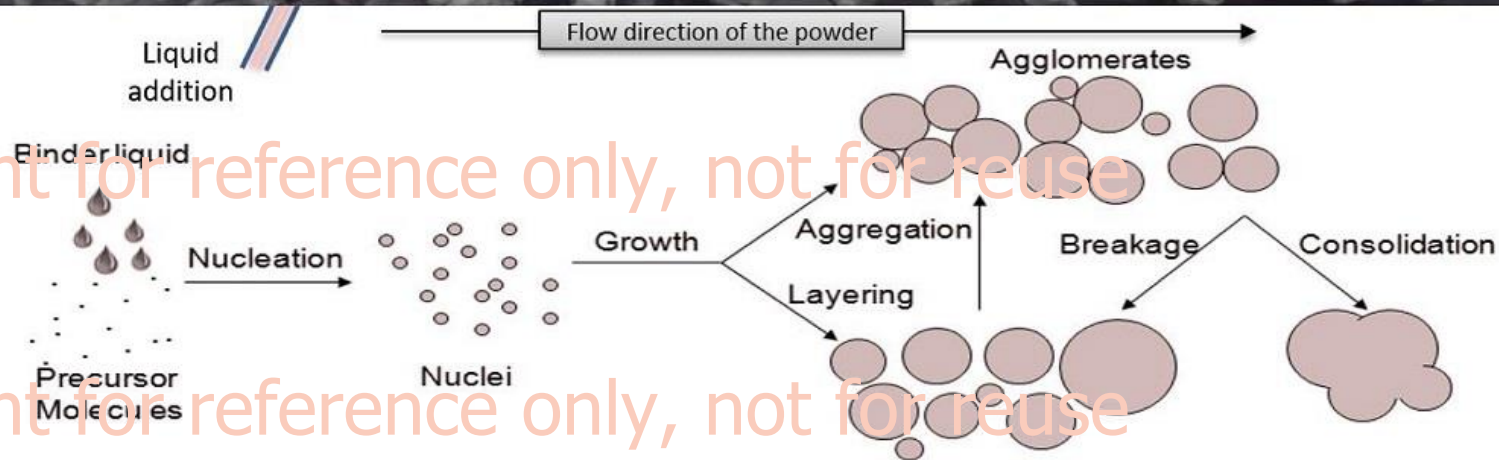 Flow direction of the powder
Liquid
addition
Agglomerates
Binder liquid
nt for reference only, not for reuse
Nucleation
Growth
Aggregation
Breakage
Consolidation
Layering
Precursor
Molecules
Nuclei
nt for reference only, not for reuse